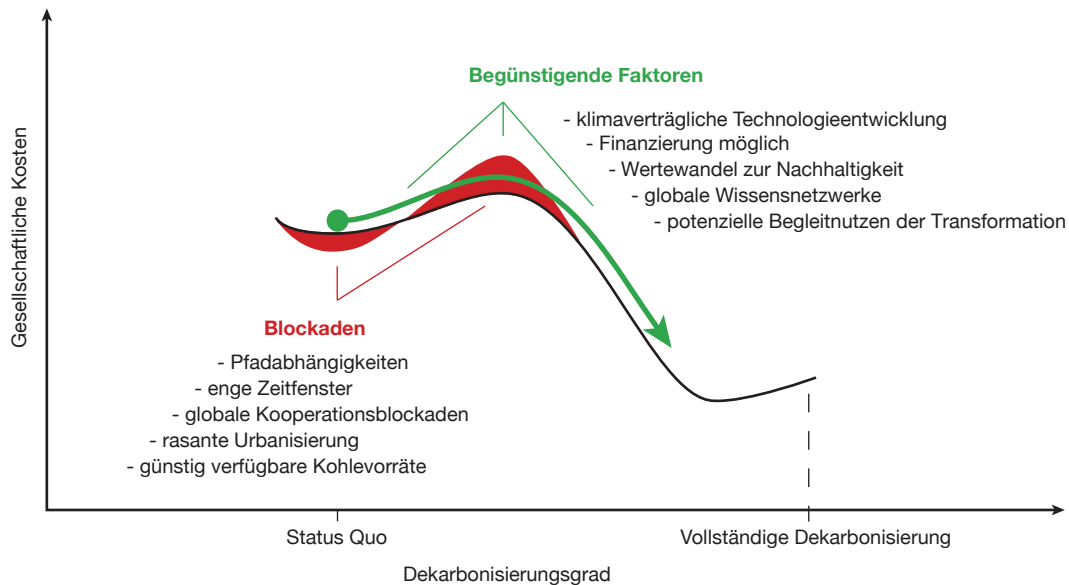 Gesellschaftliche Kosten
Begünstigende Faktoren
- klimaverträgliche Technologieentwicklung
- Finanzierung möglich
- Wertewandel zur Nachhaltigkeit
- globale Wissensnetzwerke
- potenzielle Begleitnutzen der Transformation
Blockaden
- Pfadabhängigkeiten
- enge Zeitfenster
- globale Kooperationsblockaden
- rasante Urbanisierung
- günstig verfügbare Kohlevorräte
Status Quo
Vollständige Dekarbonisierung
Dekarbonisierungsgrad